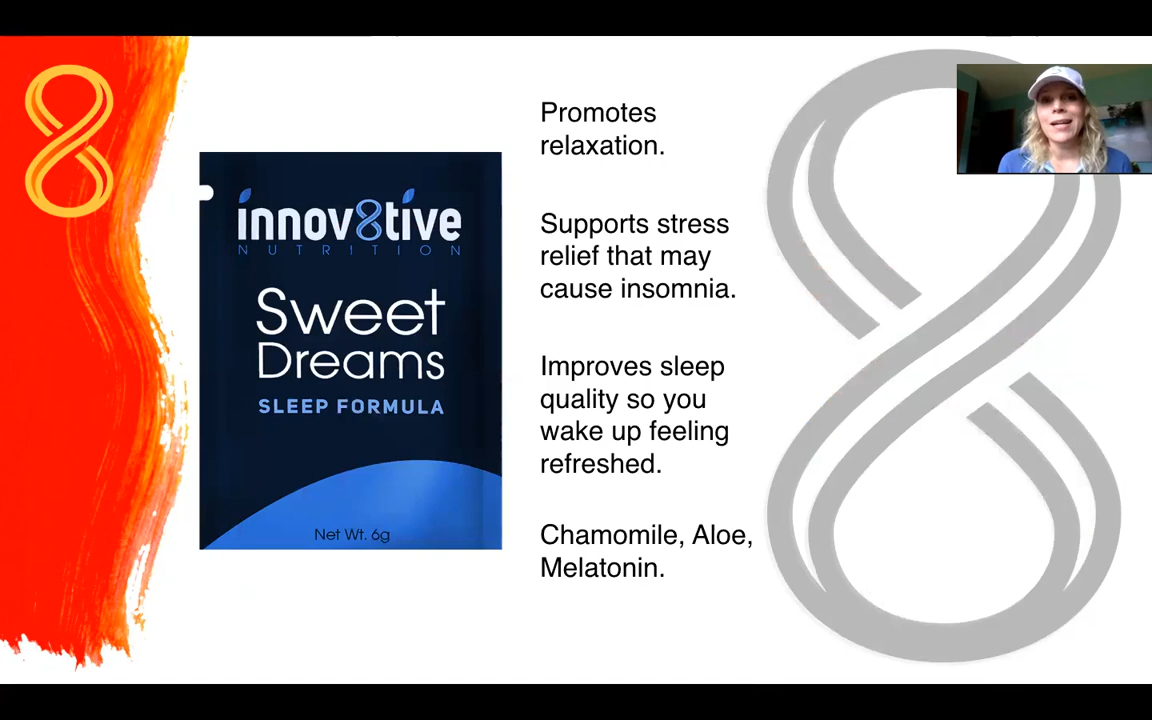 innov8tive
NUTRITION
Sweet
Dreams
SLEEP FORMULA
Net Wt. 6g
Promotes
relaxation.
Supports stress
relief that may
cause insomnia.
Improves sleep
quality so you
wake up feeling
refreshed.
Chamomile, Aloe,
Melatonin.